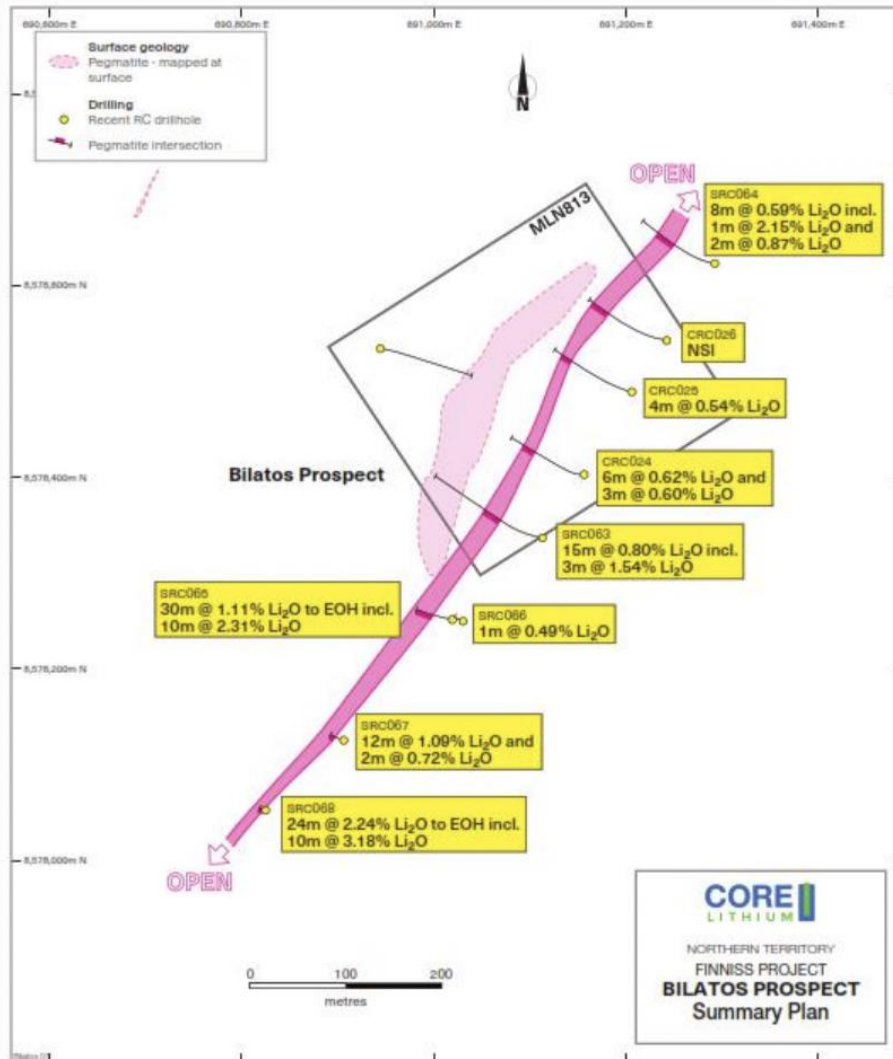 690,600m E
690,800m E
691,000m E
691,200m E
691,400m E
Surface geology
Pegmatite - mapped at
surface
Drilling
Recent RC drillhole
Pegmatite intersection
N
OPEN
MLN813
SRC064
8m @ 0.59% Li₂O incl.
1m @ 2.15% Li₂O and
2m @ 0.87% Li₂O
8,576,600m N
CRC026
NSI
CRC025
4m @ 0.54% Li₂O
Bilatos Prospect
8,576,400m N
CRC024
6m @ 0.62% Li₂O and
3m @ 0.60% Li₂O
SRC063
15m @ 0.80% Li₂O incl.
3m @ 1.54% Li₂O
SRC065
30m @ 1.11% Li₂O to EOH incl.
10m @ 2.31% Li₂O
SRC066
1m @ 0.49% Li₂O
8,576,200m N
SRC067
12m @ 1.09% Li₂O and
2m @ 0.72% Li₂O
SRC068
24m @ 2.24% Li₂O to EOH incl.
10m @ 3.18% Li₂O
8,576,000m N
OPEN
0 100 200
metres
CORE
LITHIUM
NORTHERN TERRITORY
FINNISS PROJECT
BILATOS PROSPECT
Summary Plan